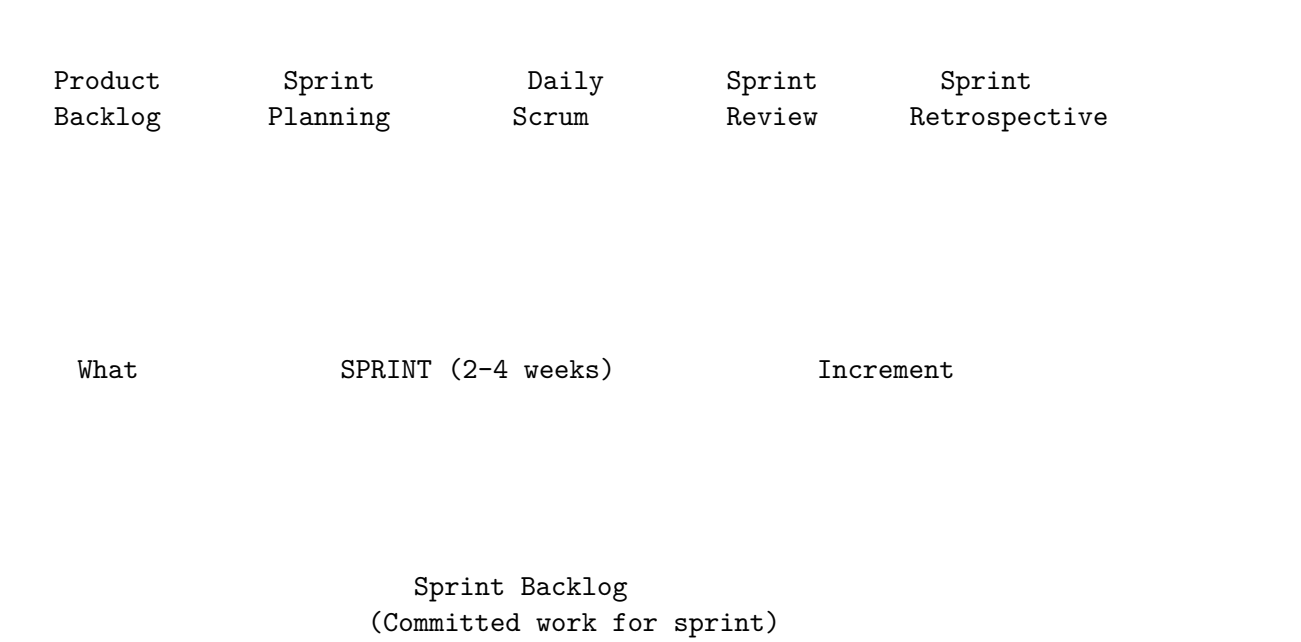 Product Sprint Daily Sprint Sprint
Backlog Planning Scrum Review Retrospective
What SPRINT (2-4 weeks) Increment
Sprint Backlog
(Committed work for sprint)